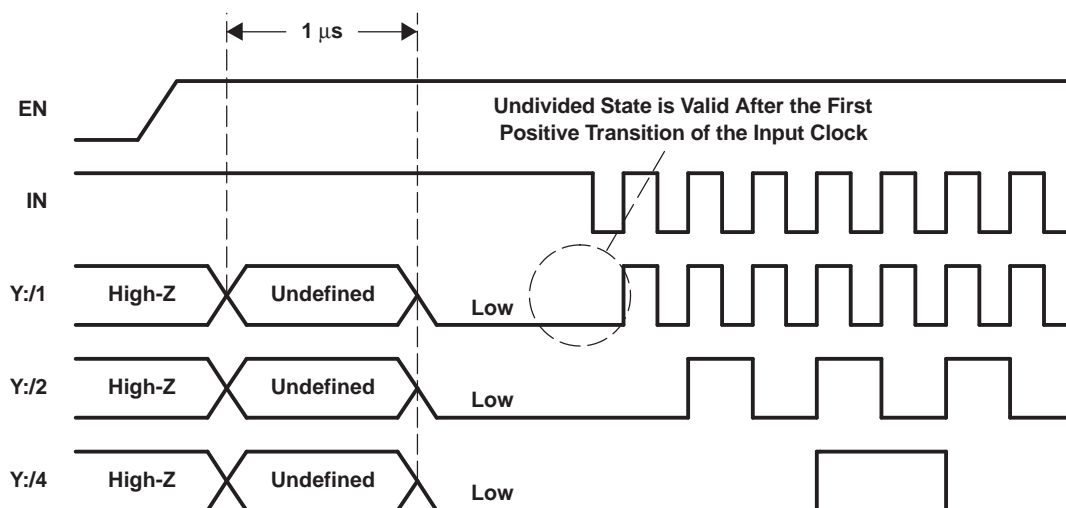 1 μs
EN
Undivided State is Valid After the First
Positive Transition of the Input Clock
IN
Y:/1 High-Z Undefined Low
Y:/2 High-Z Undefined Low
Y:/4 High-Z Undefined Low